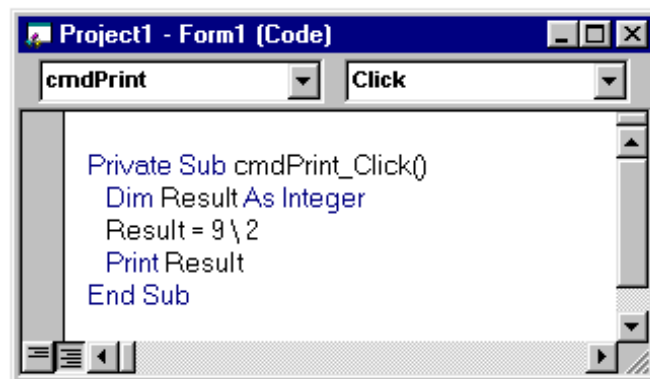 Project1 - Form1 (Code)
cmdPrint Click
Private Sub cmdPrint_Click()
Dim Result As Integer
Result = 9 \ 2
Print Result
End Sub